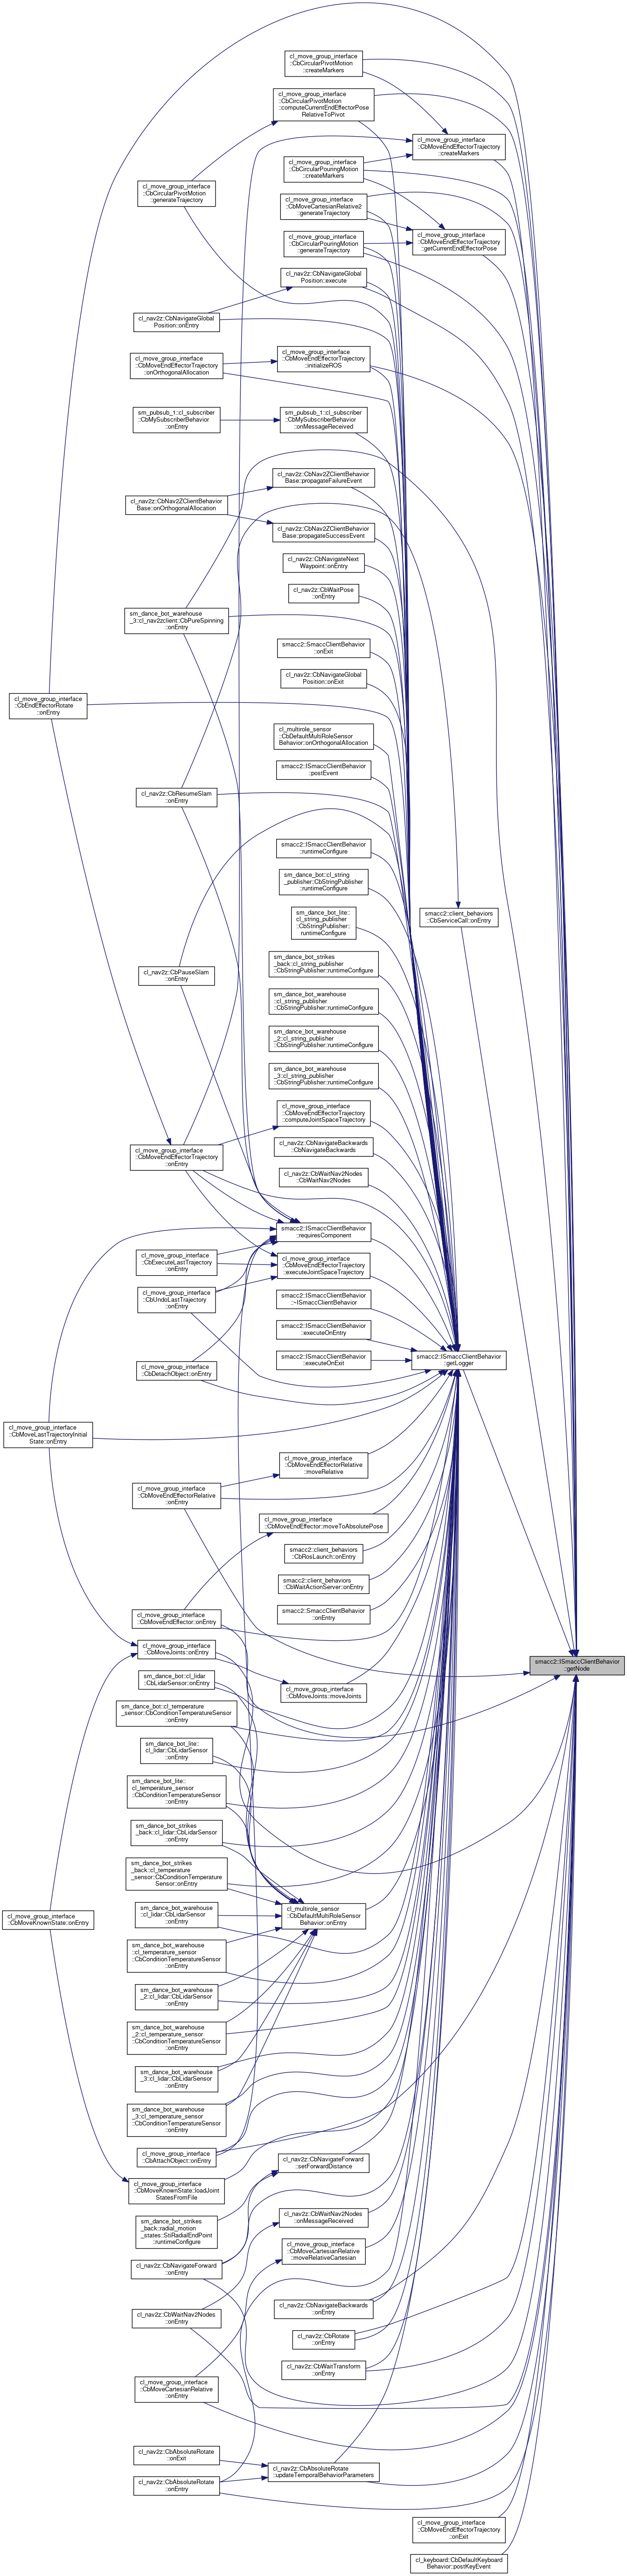 cl_move_group_interface
::CbCircularPivotMotion
::createMarkers
cl_move_group_interface
::CbCircularPivotMotion
::computeCurrentEndEffectorPose
RelativeToPivot
cl_move_group_interface
::CbMoveEndEffectorTrajectory
::createMarkers
cl_move_group_interface
::CbCircularPouringMotion
::createMarkers
cl_move_group_interface
::CbCircularPivotMotion
::generateTrajectory
cl_move_group_interface
::CbMoveCartesianRelative2
::generateTrajectory
cl_move_group_interface
::CbMoveEndEffectorTrajectory
::getCurrentEndEffectorPose
cl_move_group_interface
::CbCircularPouringMotion
::generateTrajectory
cl_nav2z::CbNavigateGlobal
Position::execute
cl_nav2z::CbNavigateGlobal
Position::onEntry
cl_move_group_interface
::CbMoveEndEffectorTrajectory
::initializeROS
cl_move_group_interface
::CbMoveEndEffectorTrajectory
::onOrthogonalAllocation
sm_pubsub_1::cl_subscriber
::CbMySubscriberBehavior
::onEntry
sm_pubsub_1::cl_subscriber
::CbMySubscriberBehavior
::onMessageReceived
cl_nav2z::CbNav2ZClientBehavior
Base::propagateFailureEvent
cl_nav2z::CbNav2ZClientBehavior
Base::onOrthogonalAllocation
cl_nav2z::CbNav2ZClientBehavior
Base::propagateSuccessEvent
cl_nav2z::CbNavigateNext
Waypoint::onEntry
cl_nav2z::CbWaitPose
::onEntry
sm_dance_bot_warehouse
_3::cl_nav2zclient::CbPureSpinning
::onEntry
smacc2::SmaccClientBehavior
::onExit
cl_nav2z::CbNavigateGlobal
Position::onExit
cl_move_group_interface
::CbEndEffectorRotate
::onEntry
cl_multirole_sensor
::CbDefaultMultiRoleSensor
Behavior::onOrthogonalAllocation
smacc2::ISmaccClientBehavior
::postEvent
cl_nav2z::CbResumeSlam
::onEntry
smacc2::ISmaccClientBehavior
::runtimeConfigure
sm_dance_bot::cl_string
_publisher::CbStringPublisher
::runtimeConfigure
sm_dance_bot_lite::
cl_string_publisher
::CbStringPublisher::
runtimeConfigure
smacc2::client_behaviors
::CbServiceCall::onEntry
sm_dance_bot_strikes
_back::cl_string_publisher
::CbStringPublisher::runtimeConfigure
cl_nav2z::CbPauseSlam
::onEntry
sm_dance_bot_warehouse
::cl_string_publisher
::CbStringPublisher::runtimeConfigure
sm_dance_bot_warehouse
_2::cl_string_publisher
::CbStringPublisher::runtimeConfigure
sm_dance_bot_warehouse
_3::cl_string_publisher
::CbStringPublisher::runtimeConfigure
cl_move_group_interface
::CbMoveEndEffectorTrajectory
::computeJointSpaceTrajectory
cl_nav2z::CbNavigateBackwards
::CbNavigateBackwards
cl_move_group_interface
::CbMoveEndEffectorTrajectory
::onEntry
cl_nav2z::CbWaitNav2Nodes
::CbWaitNav2Nodes
smacc2::ISmaccClientBehavior
::requiresComponent
cl_move_group_interface
::CbExecuteLastTrajectory
::onEntry
cl_move_group_interface
::CbMoveEndEffectorTrajectory
::executeJointSpaceTrajectory
cl_move_group_interface
::CbUndoLastTrajectory
::onEntry
smacc2::ISmaccClientBehavior
::~ISmaccClientBehavior
smacc2::ISmaccClientBehavior
::executeOnEntry
smacc2::ISmaccClientBehavior
::executeOnExit
smacc2::ISmaccClientBehavior
::getLogger
cl_move_group_interface
::CbDetachObject::onEntry
cl_move_group_interface
::CbMoveLastTrajectoryInitial
State::onEntry
cl_move_group_interface
::CbMoveEndEffectorRelative
::moveRelative
cl_move_group_interface
::CbMoveEndEffectorRelative
::onEntry
cl_move_group_interface
::CbMoveEndEffector::moveToAbsolutePose
smacc2::client_behaviors
::CbRosLaunch::onEntry
smacc2::client_behaviors
::CbWaitActionServer::onEntry
smacc2::SmaccClientBehavior
::onEntry
cl_move_group_interface
::CbMoveEndEffector::onEntry
cl_move_group_interface
::CbMoveJoints::onEntry
smacc2::ISmaccClientBehavior
::getNode
sm_dance_bot::cl_lidar
::CbLidarSensor::onEntry
cl_move_group_interface
::CbMoveJoints::moveJoints
sm_dance_bot::cl_temperature
_sensor::CbConditionTemperatureSensor
::onEntry
sm_dance_bot_lite::
cl_lidar::CbLidarSensor
::onEntry
sm_dance_bot_lite::
cl_temperature_sensor
::CbConditionTemperatureSensor
::onEntry
sm_dance_bot_strikes
_back::cl_lidar::CbLidarSensor
::onEntry
sm_dance_bot_strikes
_back::cl_temperature
_sensor::CbConditionTemperature
Sensor::onEntry
cl_move_group_interface
::CbMoveKnownState::onEntry
sm_dance_bot_warehouse
::cl_lidar::CbLidarSensor
::onEntry
cl_multirole_sensor
::CbDefaultMultiRoleSensor
Behavior::onEntry
sm_dance_bot_warehouse
::cl_temperature_sensor
::CbConditionTemperatureSensor
::onEntry
sm_dance_bot_warehouse
_2::cl_lidar::CbLidarSensor
::onEntry
sm_dance_bot_warehouse
_2::cl_temperature_sensor
::CbConditionTemperatureSensor
::onEntry
sm_dance_bot_warehouse
_3::cl_lidar::CbLidarSensor
::onEntry
sm_dance_bot_warehouse
_3::cl_temperature_sensor
::CbConditionTemperatureSensor
::onEntry
cl_move_group_interface
::CbAttachObject::onEntry
cl_nav2z::CbNavigateForward
::setForwardDistance
cl_move_group_interface
::CbMoveKnownState::loadJoint
StatesFromFile
sm_dance_bot_strikes
_back::radial_motion
_states::StiRadialEndPoint
::runtimeConfigure
cl_nav2z::CbWaitNav2Nodes
::onMessageReceived
cl_move_group_interface
::CbMoveCartesianRelative
::moveRelativeCartesian
cl_nav2z::CbNavigateForward
::onEntry
cl_nav2z::CbNavigateBackwards
::onEntry
cl_nav2z::CbWaitNav2Nodes
::onEntry
cl_nav2z::CbRotate
::onEntry
cl_nav2z::CbWaitTransform
::onEntry
cl_move_group_interface
::CbMoveCartesianRelative
::onEntry
cl_nav2z::CbAbsoluteRotate
::onExit
cl_nav2z::CbAbsoluteRotate
::updateTemporalBehaviorParameters
cl_nav2z::CbAbsoluteRotate
::onEntry
cl_move_group_interface
::CbMoveEndEffectorTrajectory
::onExit
cl_keyboard::CbDefaultKeyboard
Behavior::postKeyEvent